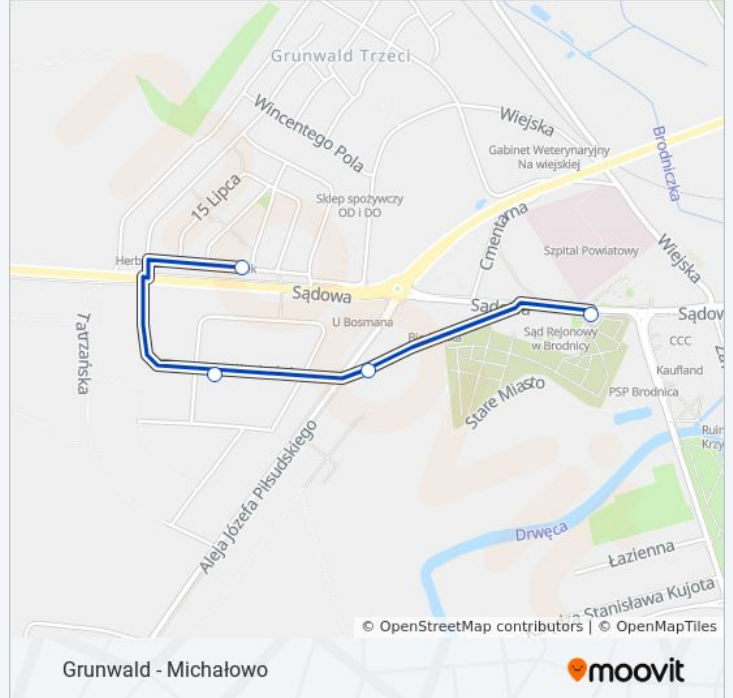 Grunwald Trzeci
Wincentego Pola
Wiejska
Gabinet Weterynaryjny
Na wiejskiej
Brodniczka
15 Lipca
Sklep spożywczy
OD i DO
Cmentarna
Szpital Powiatowy
Wiejska
Sądowa
Sądowa
U Bosmana
Sąd Rejonowy
w Brodnicy
CCC
Kaufland
Tatrzańska
PSP Brodnica
Stare Miasto
Aleja Józefa Piłsudskiego
Drwęca
Łazienna
Stanisława Kujota
© OpenStreetMap contributors | © OpenMapTiles
Grunwald - Michałowo
moovit